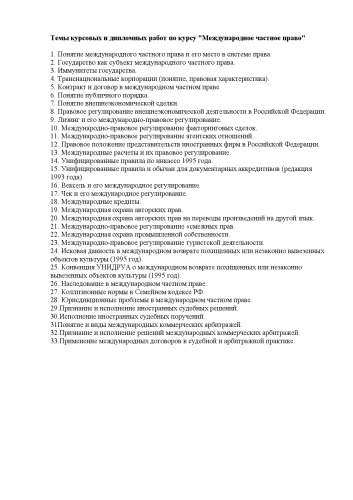 Темы курсовых и дипломных работ по курсу "Международное частное право"
1. Понятие международного частного права и его место в системе права.
2. Государство как субъект международного частного права.
3. Иммунитеты государства.
4. Транснациональные корпорации (понятие, правовая характеристика).
5. Контракт и договор в международном частном праве.
6. Понятие публичного порядка.
7. Понятие внешнеэкономической сделки.
8. Правовое регулирование внешнеэкономической деятельности в Российской Федерации.
9. Лизинг и его международно-правовое регулирование.
10. Международно-правовое регулирование факторинговых сделок.
11. Международно-правовое регулирование агентских отношений.
12. Правовое положение представительств иностранных фирм в Российской Федерации.
13. Международные расчеты и их правовое регулирование.
14. Унифицированные правила по инкассо 1995 года.
15. Унифицированные правила и обычаи для документарных аккредитивов (редакция
1993 года).
16. Вексель и его международное регулирование.
17. Чек и его международное регулирование.
18. Международные кредиты.
19. Международная охрана авторских прав.
20. Международная охрана авторских прав на переводы произведений на другой язык.
21. Международно-правовое регулирование «смежных прав.
22. Международная охрана промышленной собственности.
23. Международно-правовое регулирование туристской деятельности.
24. Исковая давность в международном возврате похищенных или незаконно вывезенных
объектов культуры (1995 год).
25. Конвенция УНИДРУА о международном возврате похищенных или незаконно
вывезенных объектов культуры (1995 год).
26. Наследование в международном частном праве.
27. Коллизионные нормы в Семейном кодексе РФ.
28. Юрисдикционные проблемы в международном частном праве.
29.Признание и исполнение иностранных судебных решений.
30.Исполнение иностранных судебных поручений.
31Понятие и виды международных коммерческих арбитражей.
32.Признание и исполнение решений международных коммерческих арбитражей.
33.Применение международных договоров в судебной и арбитражной практике.